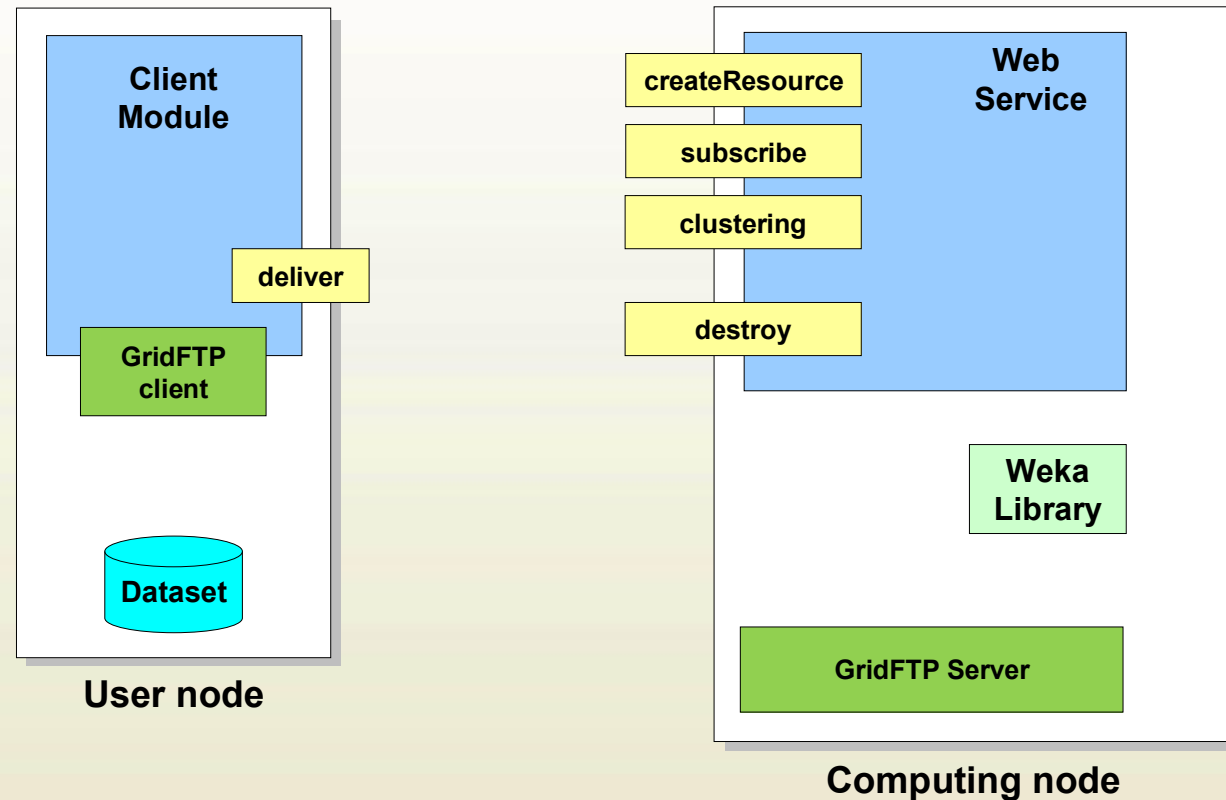 Client
Module
deliver
GridFTP
client
Dataset
User node
createResource
subscribe
clustering
destroy
Web
Service
Weka
Library
GridFTP Server
Computing node